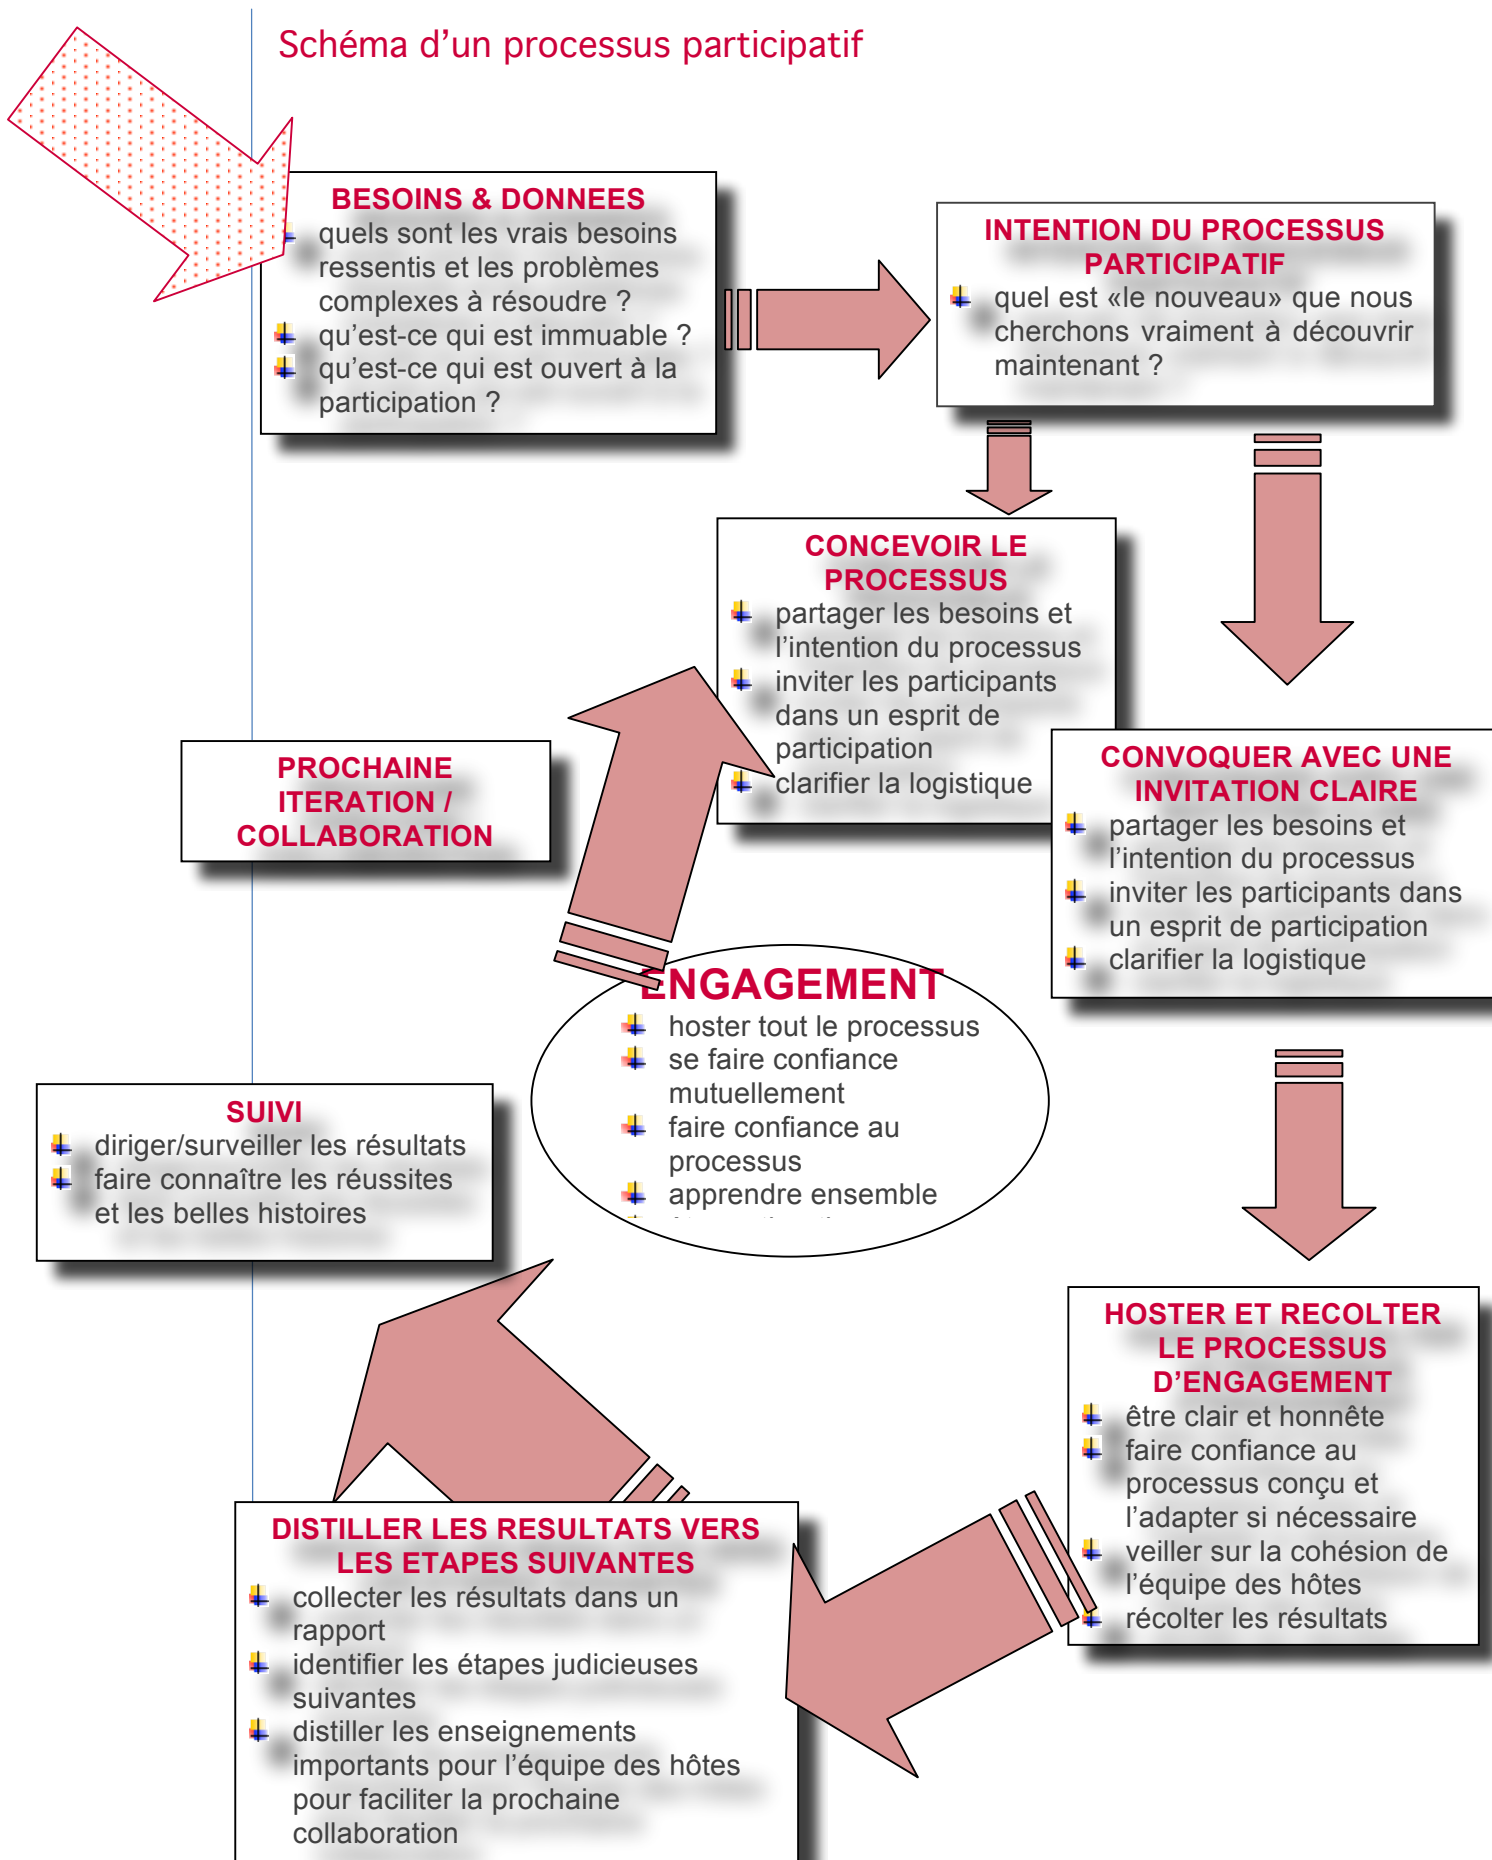 Schéma d’un processus participatif
BESOINS & DONNEES
quels sont les vrais besoins
ressentis et les problèmes
complexes à résoudre ?
qu’est-ce qui est immuable ?
qu’est-ce qui est ouvert à la
participation ?
INTENTION DU PROCESSUS
PARTICIPATIF
quel est «le nouveau» que nous
cherchons vraiment à découvrir
maintenant ?
CONCEVOIR LE
PROCESSUS
partager les besoins et
l’intention du processus
inviter les participants
dans un esprit de
participation
clarifier la logistique
CONVOQUER AVEC UNE
INVITATION CLAIRE
partager les besoins et
l’intention du processus
inviter les participants dans
un esprit de participation
clarifier la logistique
PROCHAINE
ITERATION /
COLLABORATION
ENGAGEMENT
hoster tout le processus
se faire confiance
mutuellement
faire confiance au
processus
apprendre ensemble
SUIVI
diriger/surveiller les résultats
faire connaître les réussites
et les belles histoires
HOSTER ET RECOLTER
LE PROCESSUS
D’ENGAGEMENT
être clair et honnête
faire confiance au
processus conçu et
l’adapter si nécessaire
veiller sur la cohésion de
l’équipe des hôtes
récolter les résultats
DISTILLER LES RESULTATS VERS
LES ETAPES SUIVANTES
collecter les résultats dans un
rapport
identifier les étapes judicieuses
suivantes
distiller les enseignements
importants pour l’équipe des hôtes
pour faciliter la prochaine
collaboration